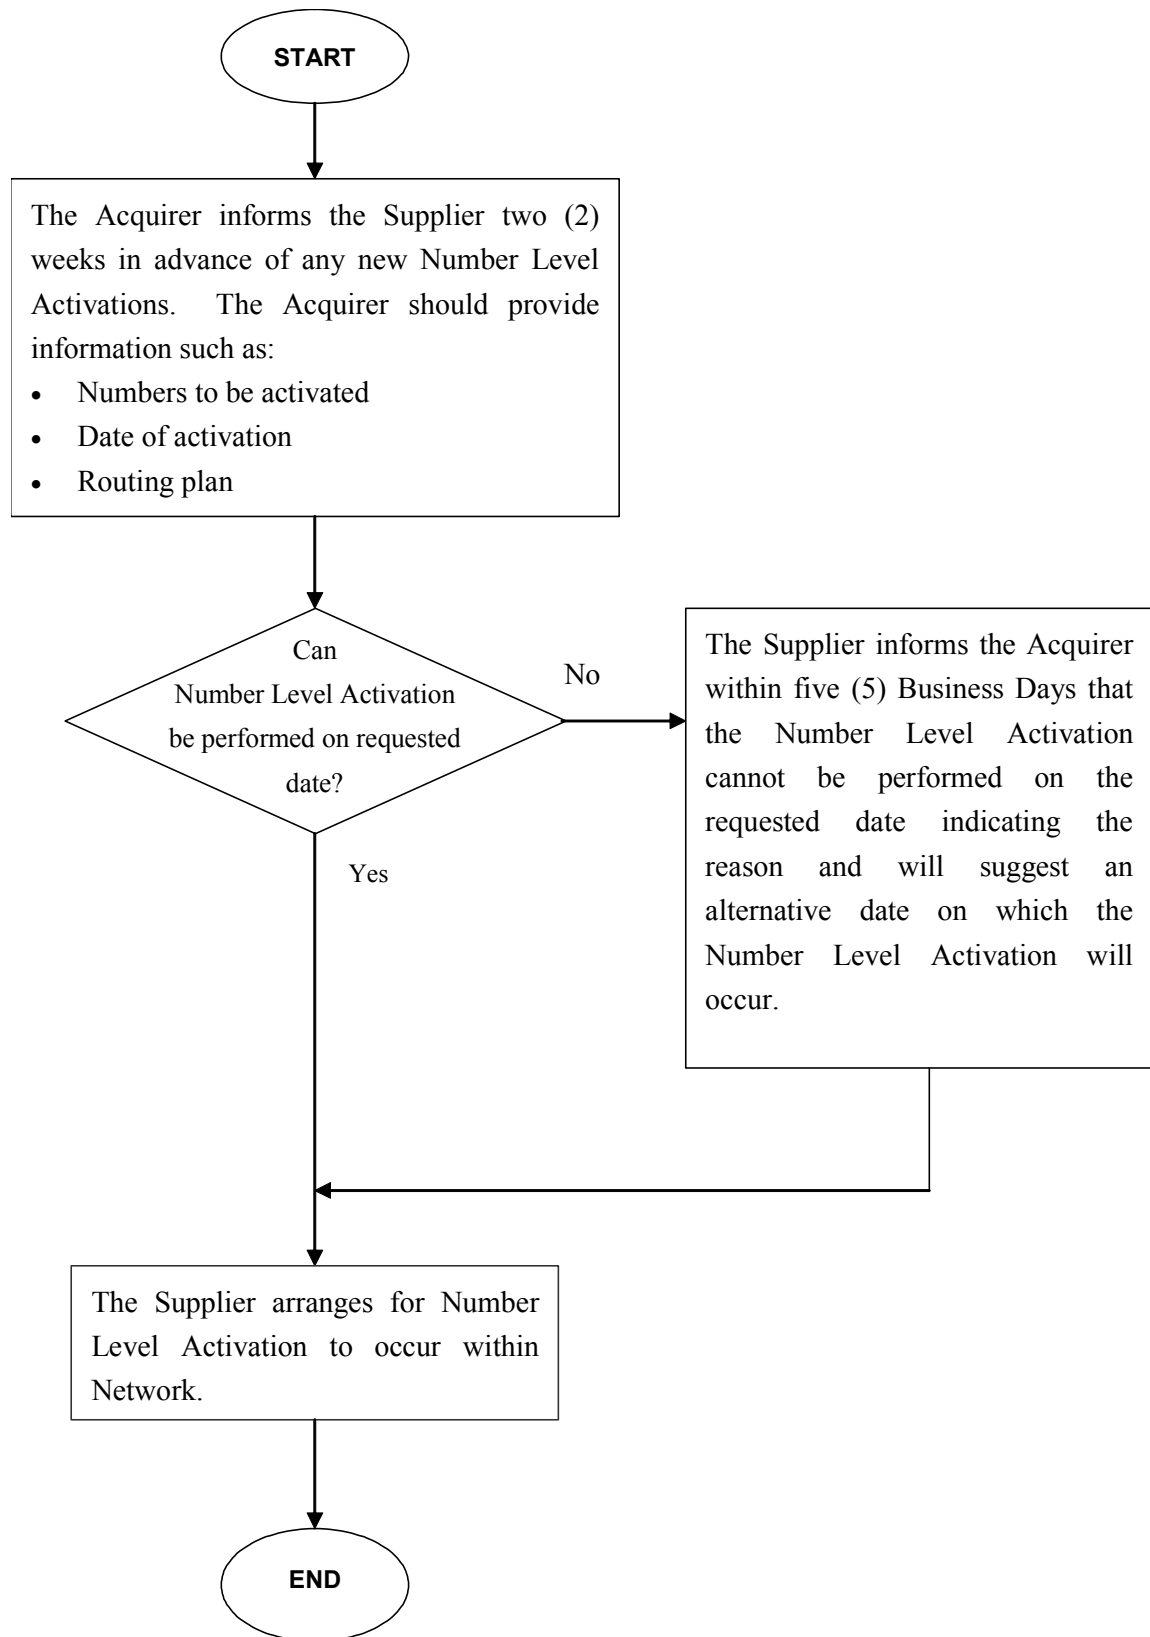 START
The Acquirer informs the Supplier two (2)
weeks in advance of any new Number Level
Activations. The Acquirer should provide
information such as:
• Numbers to be activated
• Date of activation
• Routing plan
Can
Number Level Activation
be performed on requested
date?
No
The Supplier informs the Acquirer
within five (5) Business Days that
the Number Level Activation
cannot be performed on the
requested date indicating the
reason and will suggest an
alternative date on which the
Number Level Activation will
occur.
Yes
The Supplier arranges for Number
Level Activation to occur within
Network.
END